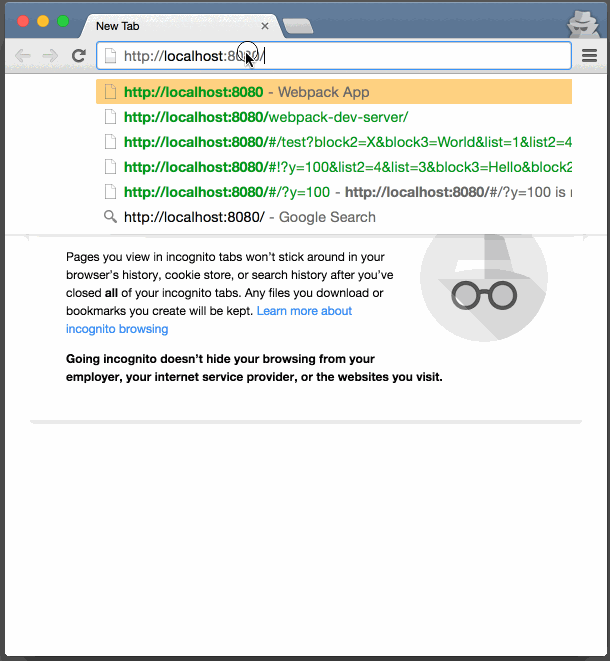 New Tab
http://localhost:8080/
http://localhost:8080 - Webpack App
http://localhost:8080/webpack-dev-server/
http://localhost:8080/#/test?block2=X&block3=World&list=1&list2=4
http://localhost:8080/#!?y=100&list2=4&list=3&block3=Hello&block2
http://localhost:8080/#/?y=100 - http://localhost:8080/#/?y=100 is
http://localhost:8080/ - Google Search
Pages you view in incognito tabs won't stick around in your
browser's history, cookie store, or search history after you've
closed all of your incognito tabs. Any files you download or
bookmarks you create will be kept. Learn more about
incognito browsing
Going incognito doesn't hide your browsing from your
employer, your internet service provider, or the websites you visit.